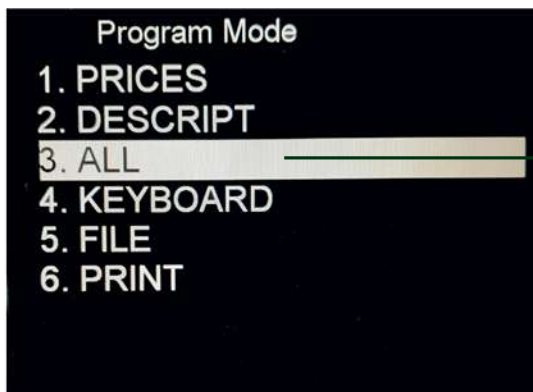 Program Mode
1. PRICES
2. DESCRIPT
3. ALL
4. KEYBOARD
5. FILE
6. PRINT